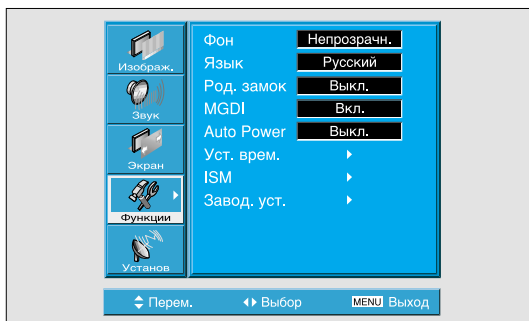 Изображ.
Звук
Экран
Функции
Установ
Фон Непрозрачн.
Язык Русский
Род. замок Выкл.
MGDI Вкл.
Auto Power Выкл.
Уст. врем.
ISM
Завод. уст.
Перем. Выбор MENU Выход